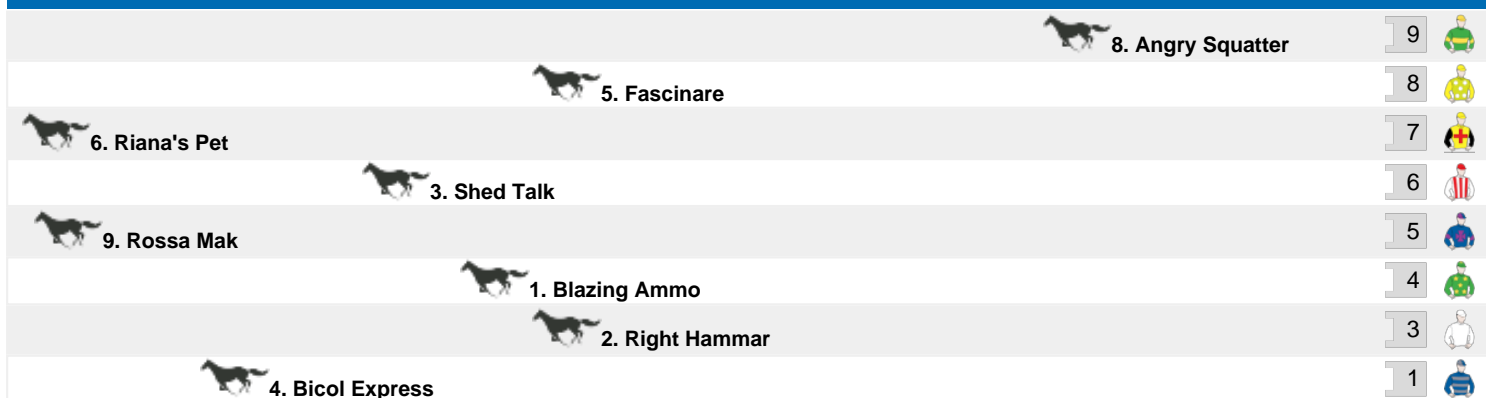 8. Angry Squatter 9
5. Fascinare 8
6. Riana's Pet 7
3. Shed Talk 6
9. Rossa Mak 5
1. Blazing Ammo 4
2. Right Hammar 3
4. Bicol Express 1